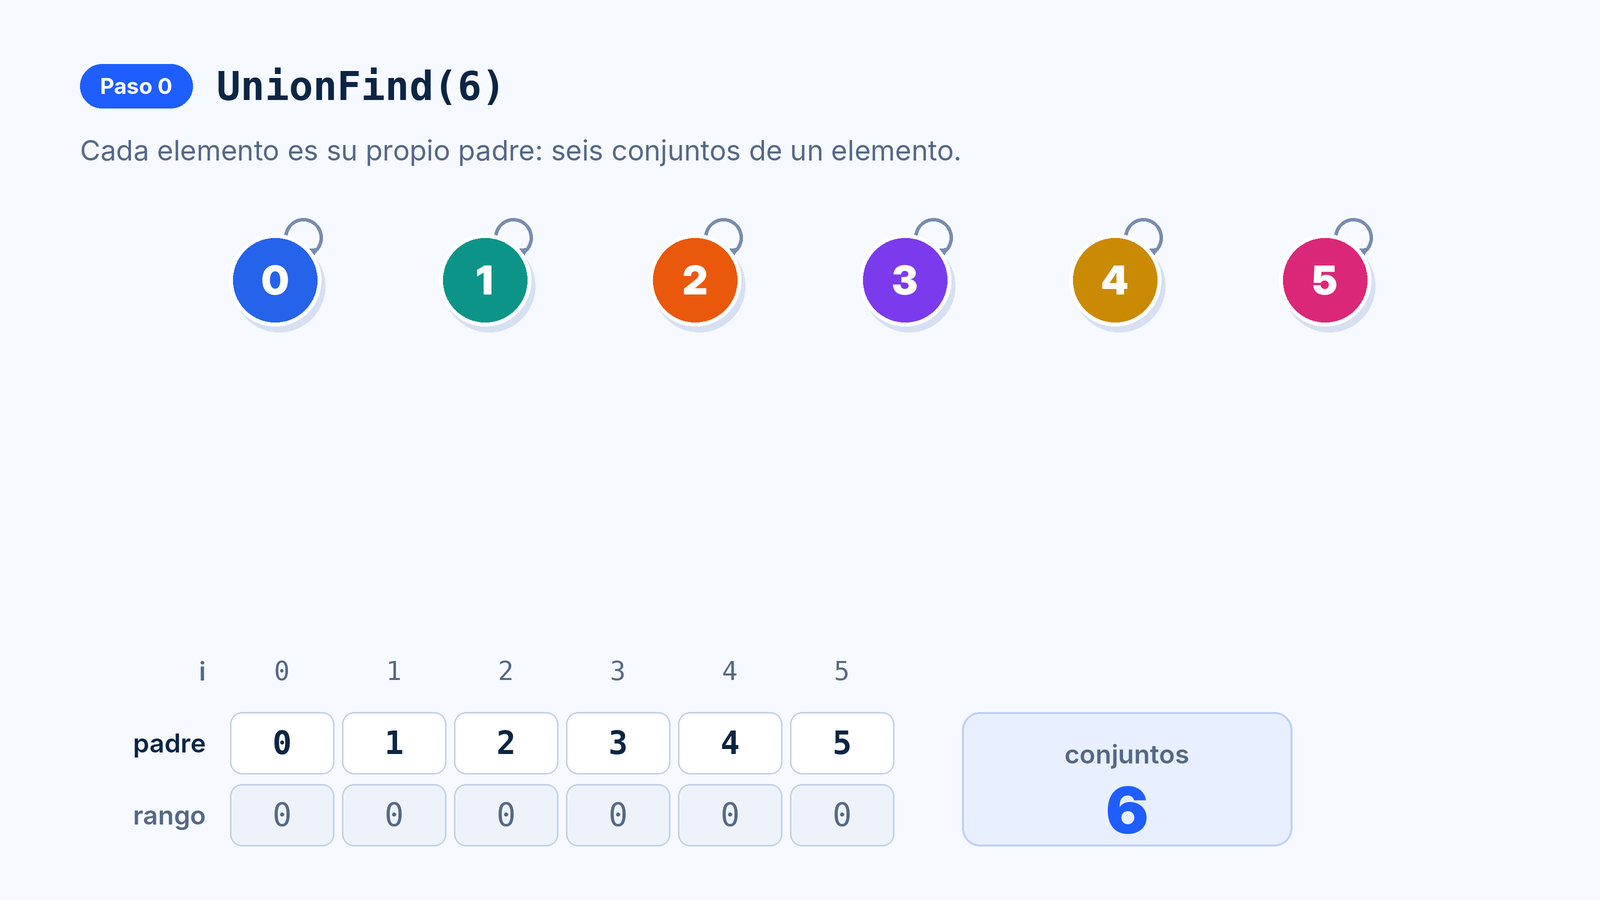 Paso 0 UnionFind(6)
Cada elemento es su propio padre: seis conjuntos de un elemento.
0 1 2 3 4 5
i 0 1 2 3 4 5
padre 0 1 2 3 4 5
rango 0 0 0 0 0 0
conjuntos
6